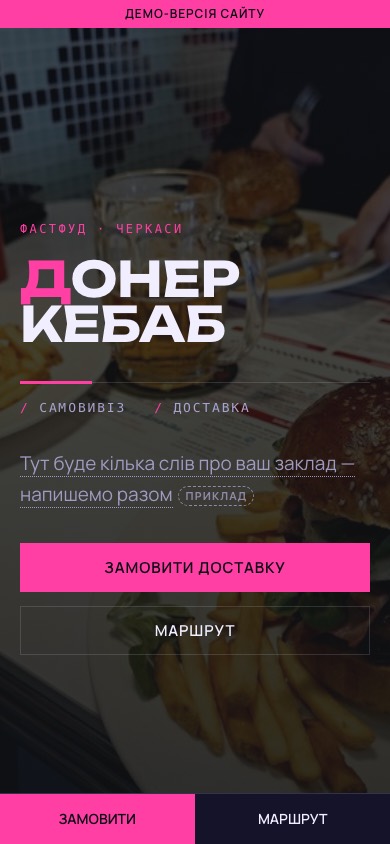 ДЕМО-ВЕРСІЯ САЙТУ
ФАСТФУД · ЧЕРКАСИ
ДОНЕР
КЕБАБ
/ САМОВИВІЗ / ДОСТАВКА
Тут буде кілька слів про ваш заклад —
напишемо разом ПРИКЛАД
ЗАМОВИТИ ДОСТАВКУ
МАРШРУТ
ЗАМОВИТИ МАРШРУТ